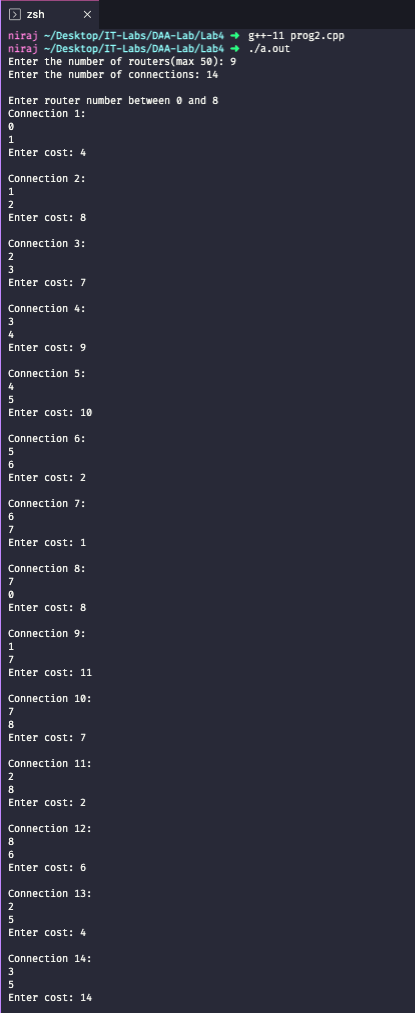 zsh
niraj ~/Desktop/IT-Labs/DAA-Lab/Lab4 ➜ g++-11 prog2.cpp
niraj ~/Desktop/IT-Labs/DAA-Lab/Lab4 ➜ ./a.out
Enter the number of routers(max 50): 9
Enter the number of connections: 14
Enter router number between 0 and 8
Connection 1:
0
1
Enter cost: 4
Connection 2:
1
2
Enter cost: 8
Connection 3:
2
3
Enter cost: 7
Connection 4:
3
4
Enter cost: 9
Connection 5:
4
5
Enter cost: 10
Connection 6:
5
6
Enter cost: 2
Connection 7:
6
7
Enter cost: 1
Connection 8:
7
0
Enter cost: 8
Connection 9:
1
7
Enter cost: 11
Connection 10:
7
8
Enter cost: 7
Connection 11:
2
8
Enter cost: 2
Connection 12:
8
6
Enter cost: 6
Connection 13:
2
5
Enter cost: 4
Connection 14:
3
5
Enter cost: 14